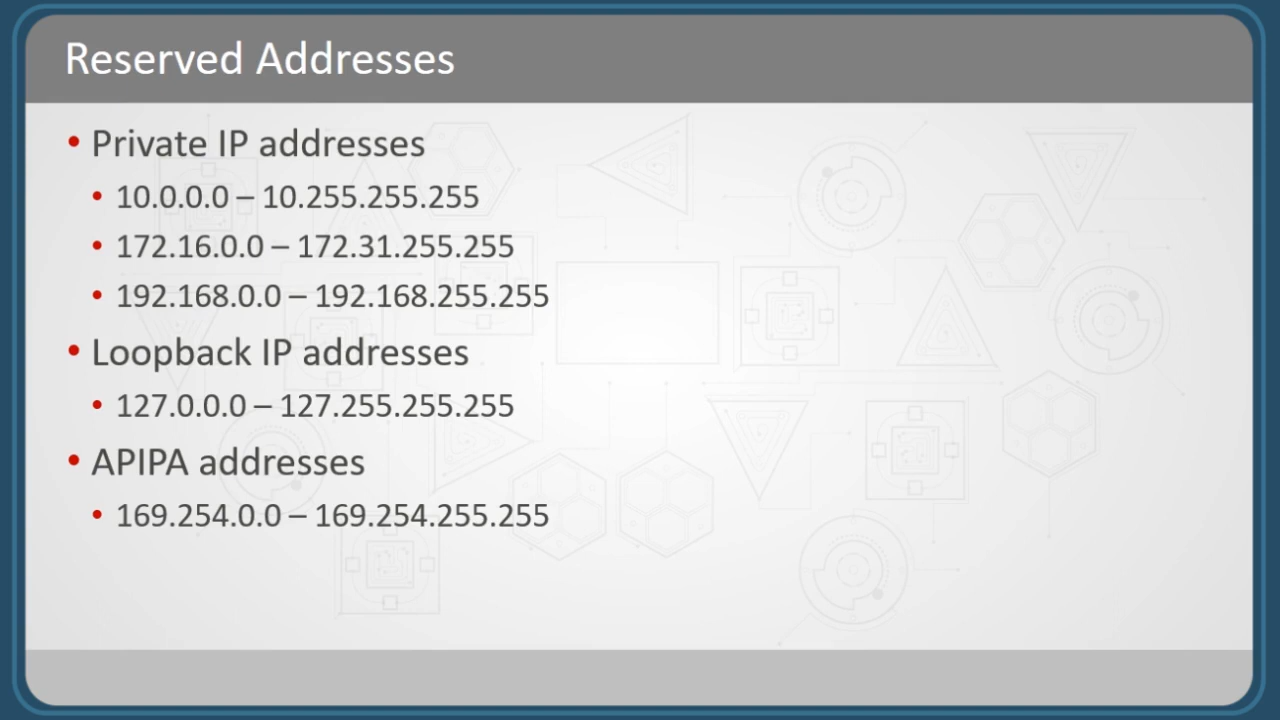 Reserved Addresses
• Private IP addresses
• 10.0.0.0 – 10.255.255.255
• 172.16.0.0 – 172.31.255.255
• 192.168.0.0 – 192.168.255.255
• Loopback IP addresses
• 127.0.0.0 – 127.255.255.255
• APIPA addresses
• 169.254.0.0 – 169.254.255.255